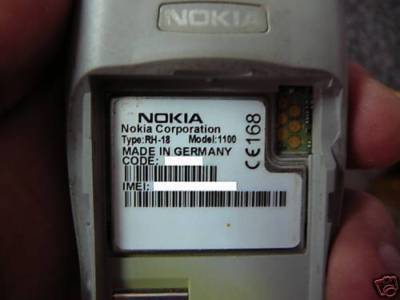 NOKIA
NOKIA
Nokia Corporation
Type:RH-18 Model:1100
MADE IN GERMANY
CODE:
IMEI:
CE168